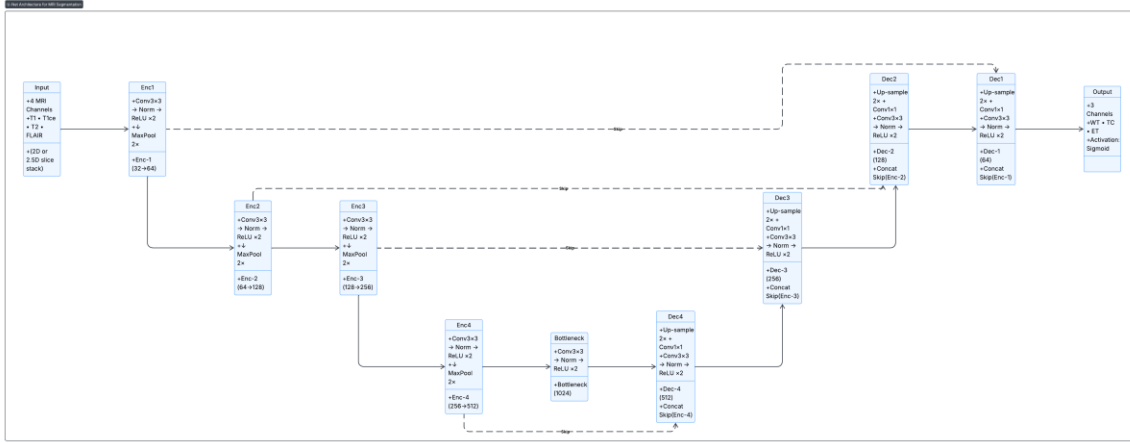 U-Net Architecture for MRI Segmentation
Input
+4 MRI
Channels
+T1 • T1ce
• T2 •
FLAIR
+(2D or
2.5D slice
stack)
Enc1
+Conv3×3
→ Norm →
ReLU ×2
+↓
MaxPool
2×
+Enc-1
(32→64)
Skip
Dec2
+Up-sample
2× +
Conv1×1
+Conv3×3
→ Norm →
ReLU ×2
+Dec-2
(128)
+Concat
Skip(Enc-2)
Dec1
+Up-sample
2× +
Conv1×1
+Conv3×3
→ Norm →
ReLU ×2
+Dec-1
(64)
+Concat
Skip(Enc-1)
Output
+3
Channels
+WT • TC
• ET
+Activation:
Sigmoid
Skip
Enc2
+Conv3×3
→ Norm →
ReLU ×2
+↓
MaxPool
2×
+Enc-2
(64→128)
Enc3
+Conv3×3
→ Norm →
ReLU ×2
+↓
MaxPool
2×
+Enc-3
(128→256)
Skip
Dec3
+Up-sample
2× +
Conv1×1
+Conv3×3
→ Norm →
ReLU ×2
+Dec-3
(256)
+Concat
Skip(Enc-3)
Enc4
+Conv3×3
→ Norm →
ReLU ×2
+↓
MaxPool
2×
+Enc-4
(256→512)
Bottleneck
+Conv3×3
→ Norm →
ReLU ×2
+Bottleneck
(1024)
Dec4
+Up-sample
2× +
Conv1×1
+Conv3×3
→ Norm →
ReLU ×2
+Dec-4
(512)
+Concat
Skip(Enc-4)
Skip